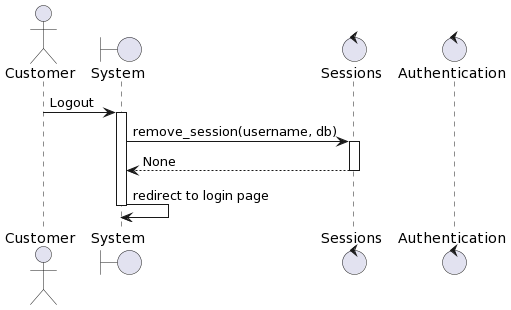 Customer System Sessions Authentication
Logout
remove_session(username, db)
None
redirect to login page
Customer System Sessions Authentication